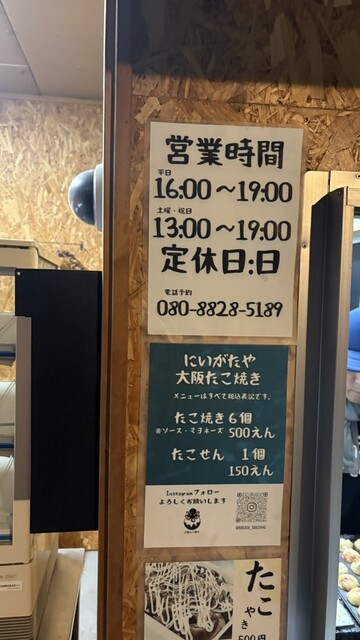 営業時間
平日
16:00～19:00
土曜・祝日
13:00～19:00
定休日:日
電話予約
080-8828-5189
にいがたや
大阪たこ焼き
メニューはすべて税込表記です。
たこ焼き6個
※ソース・マヨネーズ 500えん
たこせん 1個
150えん
Instagramフォロー
よろしくお願いします
たこ
やき
500円